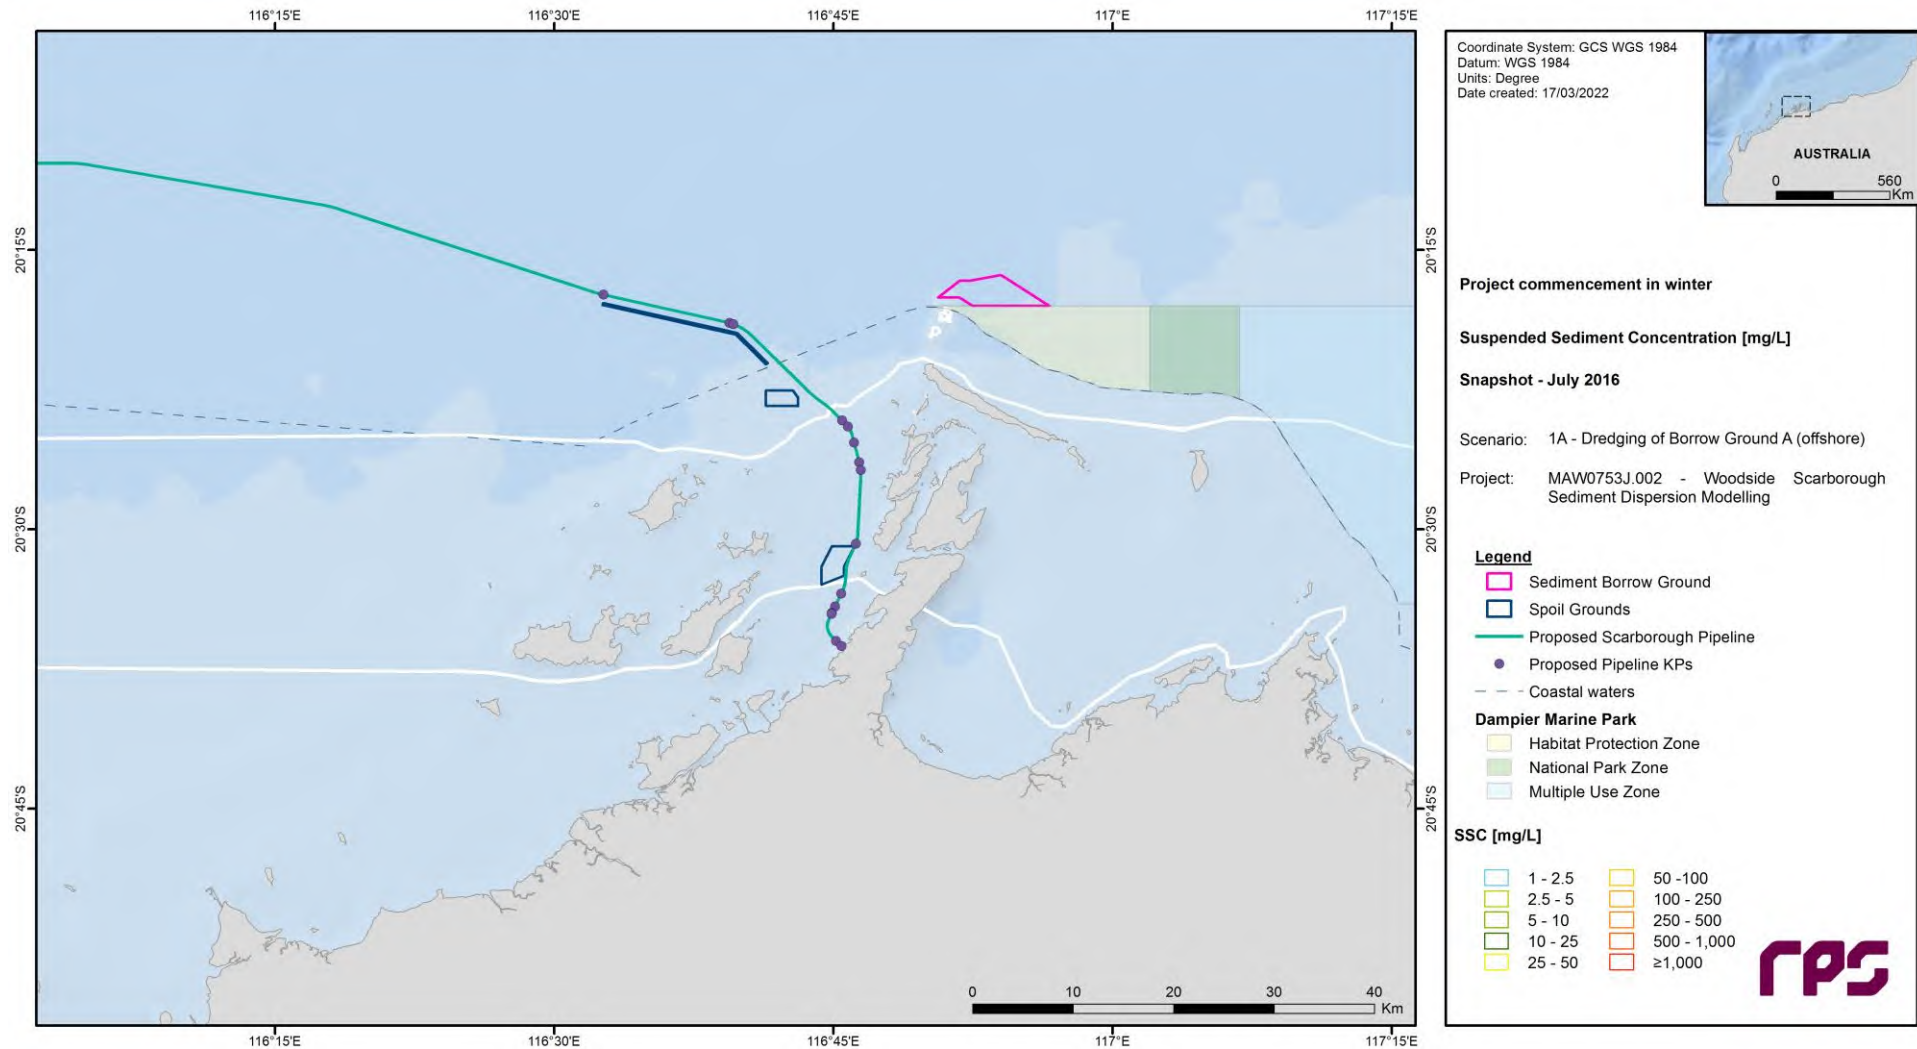 116°15'E
116°30'E
116°45'E
117°E
117°15'E
20°15'S
20°30'S
20°45'S
20°15'S
20°30'S
20°45'S
0 10 20 30 40
Km
116°15'E
116°30'E
116°45'E
117°E
117°15'E
Coordinate System: GCS WGS 1984
Datum: WGS 1984
Units: Degree
Date created: 17/03/2022
AUSTRALIA
0 560
Km
Project commencement in winter
Suspended Sediment Concentration [mg/L]
Snapshot - July 2016
Scenario: 1A - Dredging of Borrow Ground A (offshore)
Project: MAW0753J.002 - Woodside Scarborough
Sediment Dispersion Modelling
Legend
Sediment Borrow Ground
Spoil Grounds
Proposed Scarborough Pipeline
Proposed Pipeline KPs
Coastal waters
Dampier Marine Park
Habitat Protection Zone
National Park Zone
Multiple Use Zone
SSC [mg/L]
1 - 2.5
2.5 - 5
5 - 10
10 - 25
25 - 50
50 -100
100 - 250
250 - 500
500 - 1,000
≥1,000
rps